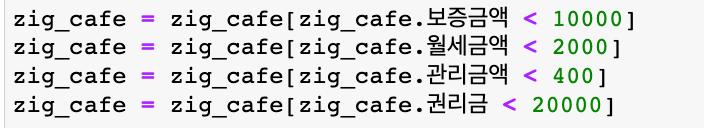 zig_cafe = zig_cafe[zig_cafe.보증금액 < 10000]
zig_cafe = zig_cafe[zig_cafe.월세금액 < 2000]
zig_cafe = zig_cafe[zig_cafe.관리금액 < 400]
zig_cafe = zig_cafe[zig_cafe.권리금 < 20000]